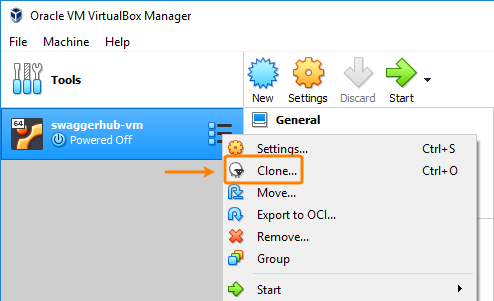 Oracle VM VirtualBox Manager
File Machine Help
Tools
New Settings Discard Start
64
swaggerhub-vm
Powered Off
General
Settings... Ctrl+S
Clone... Ctrl+O
Move...
Export to OCI...
Remove...
Group
Start